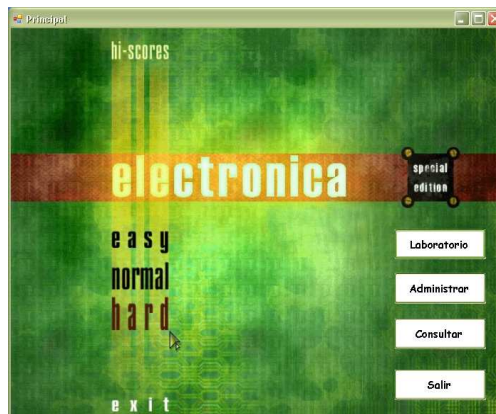 Principal
hi-scores
electronica
special
edition
easy
normal
hard
exit
Laboratorio
Administrar
Consultar
Salir